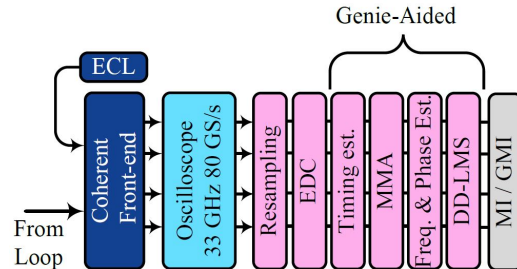 Genie-Aided
ECL
Coherent
Front-end
Oscilloscope
33 GHz 80 GS/s
Resampling
EDC
Timing est.
MMA
Freq. & Phase Est.
DD-LMS
MI / GMI
From
Loop